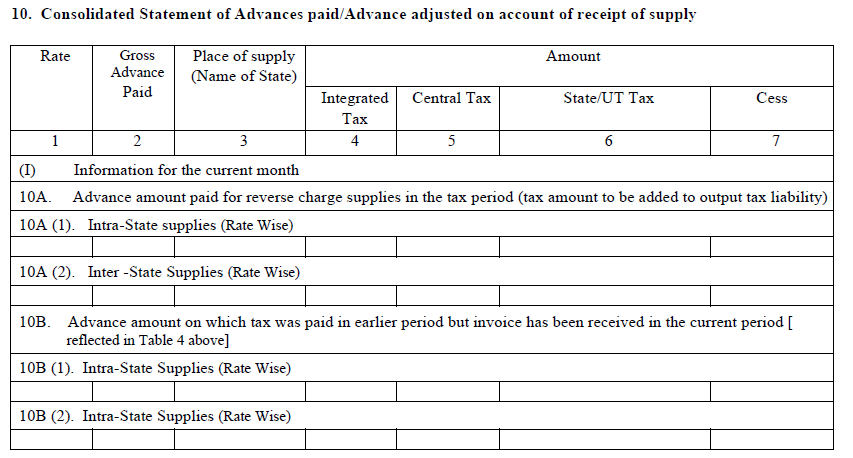 10. Consolidated Statement of Advances paid/Advance adjusted on account of receipt of supply
Rate
Gross Advance Paid
Place of supply (Name of State)
Amount
Integrated Tax
Central Tax
State/UT Tax
Cess
1 2 3 4 5 6 7
(I) Information for the current month
10A. Advance amount paid for reverse charge supplies in the tax period (tax amount to be added to output tax liability)
10A (1). Intra-State supplies (Rate Wise)
10A (2). Inter -State Supplies (Rate Wise)
10B. Advance amount on which tax was paid in earlier period but invoice has been received in the current period [
reflected in Table 4 above]
10B (1). Intra-State Supplies (Rate Wise)
10B (2). Intra-State Supplies (Rate Wise)